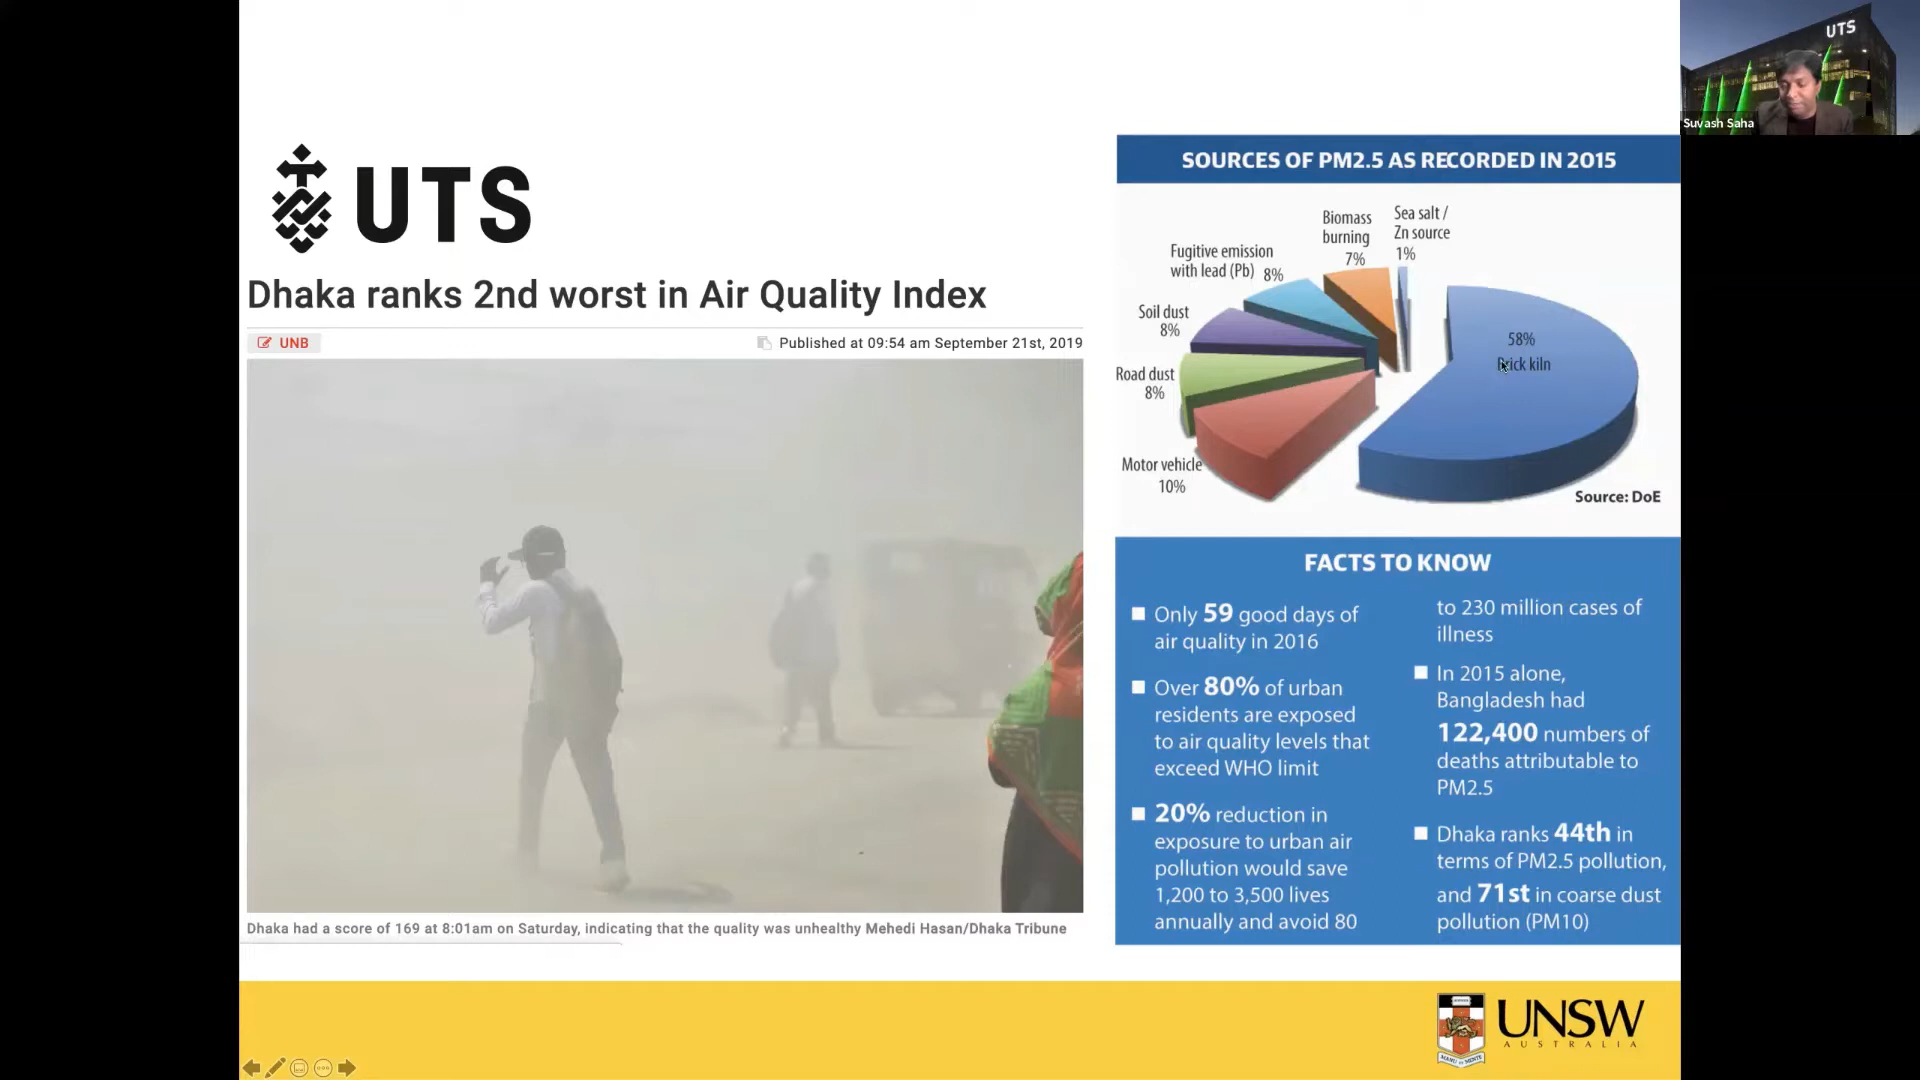 UTS
Suvash Saha
UTS
Dhaka ranks 2nd worst in Air Quality Index
UNB
Published at 09:54 am September 21st, 2019
Dhaka had a score of 169 at 8:01am on Saturday, indicating that the quality was unhealthy Mehedi Hasan/Dhaka Tribune
SOURCES OF PM2.5 AS RECORDED IN 2015
Biomass
burning
7%
Sea salt /
Zn source
1%
Fugitive emission
with lead (Pb) 8%
Soil dust
8%
Road dust
8%
Motor vehicle
10%
58%
Brick kiln
Source: DoE
FACTS TO KNOW
Only 59 good days of
air quality in 2016
Over 80% of urban
residents are exposed
to air quality levels that
exceed WHO limit
20% reduction in
exposure to urban air
pollution would save
1,200 to 3,500 lives
annually and avoid 80
to 230 million cases of
illness
In 2015 alone,
Bangladesh had
122,400 numbers of
deaths attributable to
PM2.5
Dhaka ranks 44th in
terms of PM2.5 pollution,
and 71st in coarse dust
pollution (PM10)
UNSW
AUSTRALIA